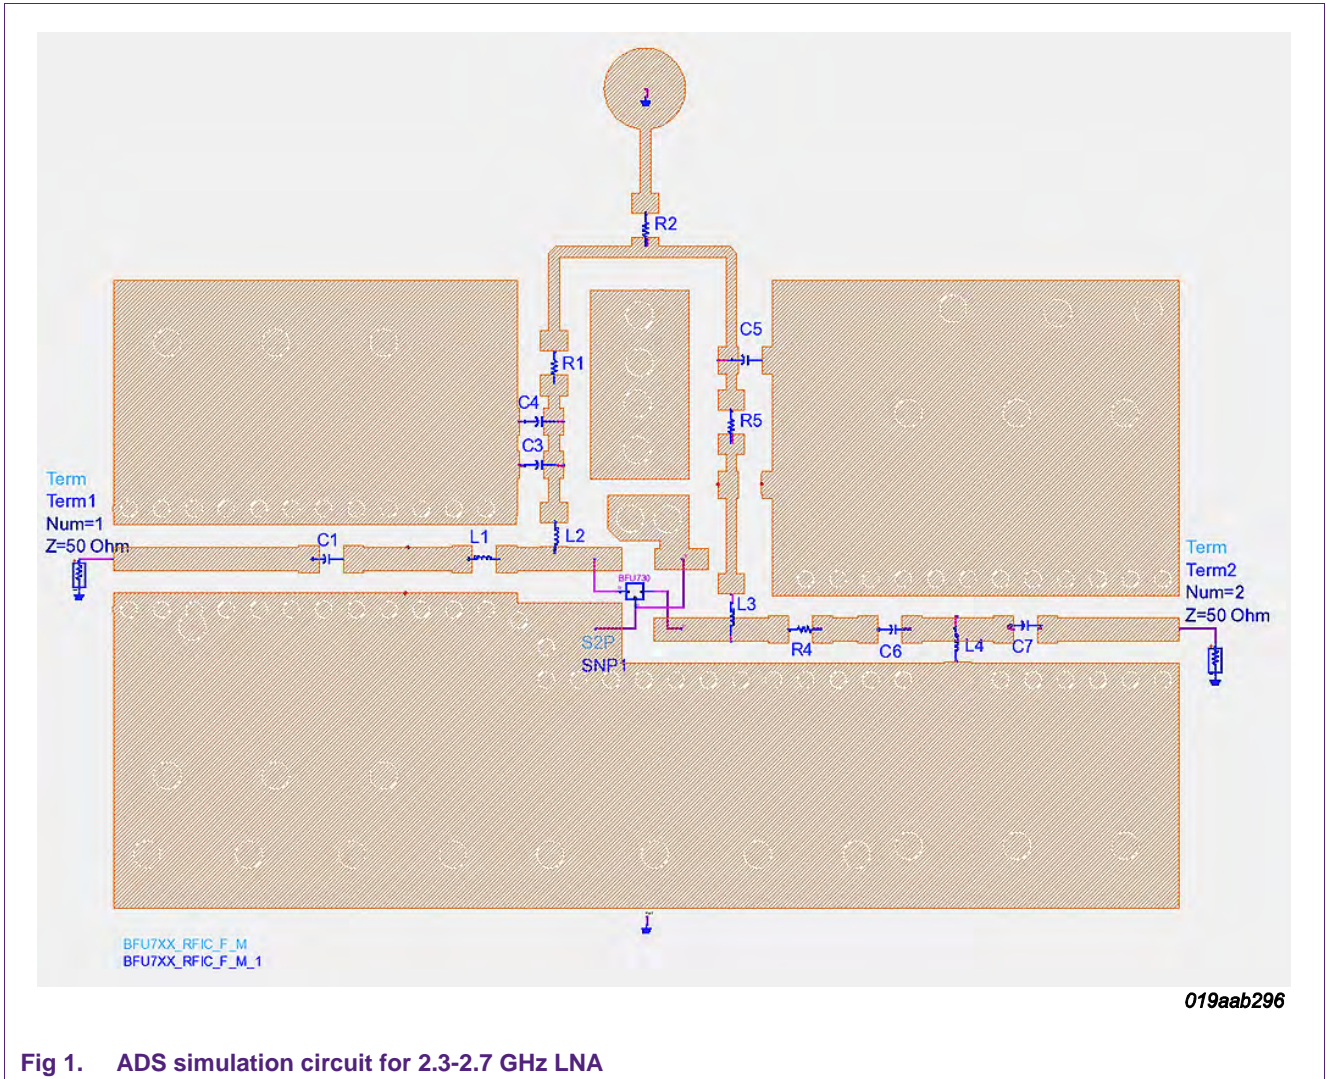 R2
C5
R1
C4
R5
C3
Term
Term1
Num=1
Z=50 Ohm
C1
L1
L2
Term
Term2
Num=2
Z=50 Ohm
BFU730
L3
S2P
SNP1
R4
C6
L4
C7
BFU7XX_RFIC_F_M
BFU7XX_RFIC_F_M_1
019aab296
Fig 1. ADS simulation circuit for 2.3-2.7 GHz LNA